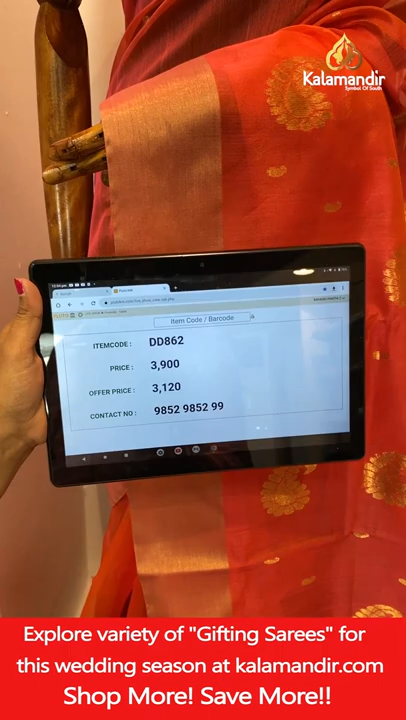 Kalamandir
Symbol Of South
Item Code / Barcode
ITEMCODE : DD862
PRICE : 3,900
OFFER PRICE : 3,120
CONTACT NO : 9852 9852 99
Explore variety of "Gifting Sarees" for
this wedding season at kalamandir.com
Shop More! Save More!!